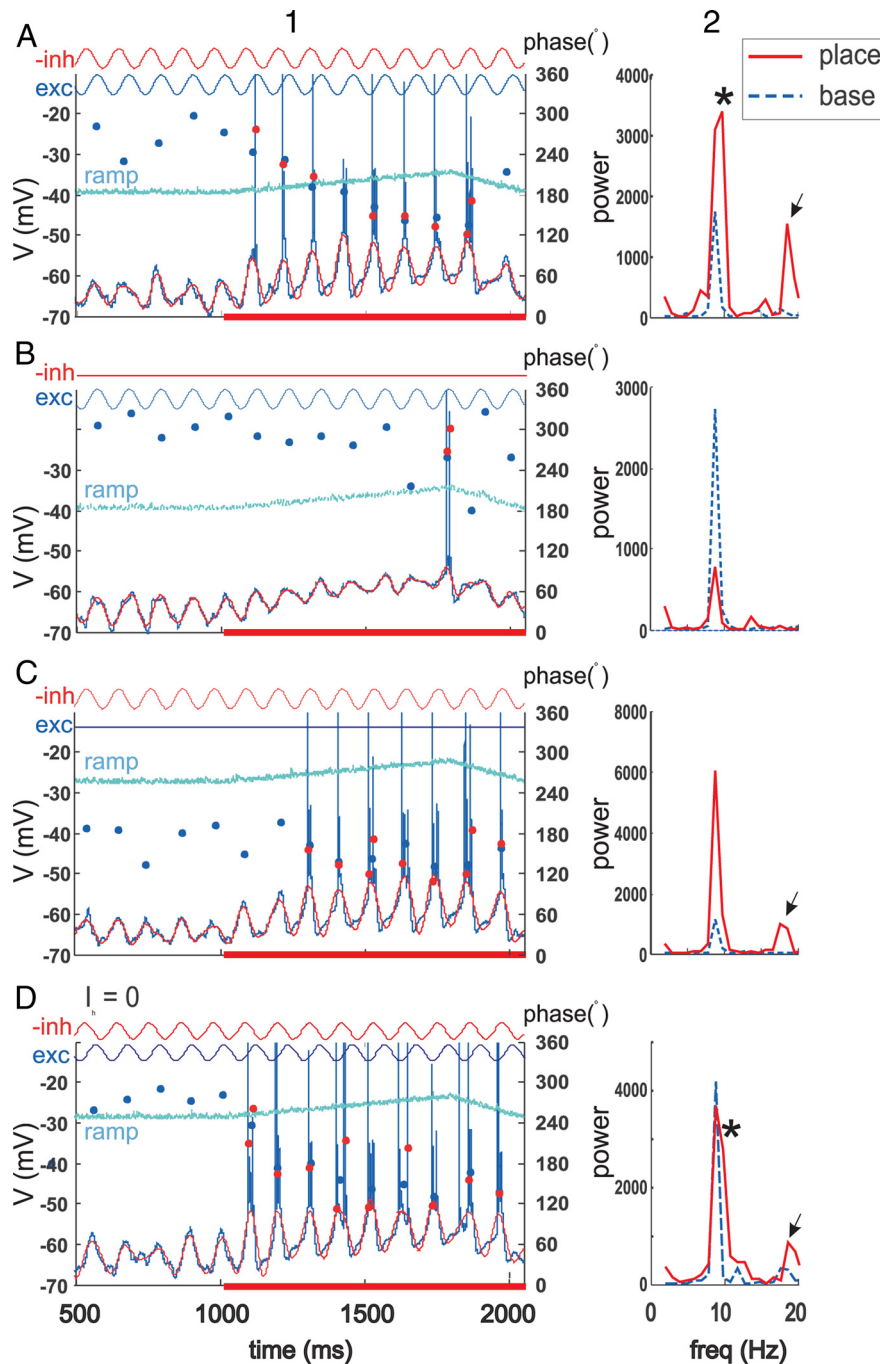 1
2
A
-inh
exc
phase(°)
360
300
240
180
120
60
0
-20
-30
-40
-50
-60
-70
V (mV)
ramp
place
base
4000
3000
2000
1000
0
power
*
B
-inh
exc
phase(°)
360
300
240
180
120
60
0
-30
-40
-50
-60
-70
V (mV)
ramp
3000
2000
1000
0
power
C
-inh
exc
phase(°)
360
300
240
180
120
60
0
-20
-30
-40
-50
-60
-70
V (mV)
ramp
8000
6000
4000
2000
0
power
D
I h = 0
-inh
exc
phase(°)
360
300
240
180
120
60
0
-20
-30
-40
-50
-60
-70
V (mV)
ramp
500 1000 1500 2000
time (ms)
4000
2000
0
power
*
0 10 20
freq (Hz)